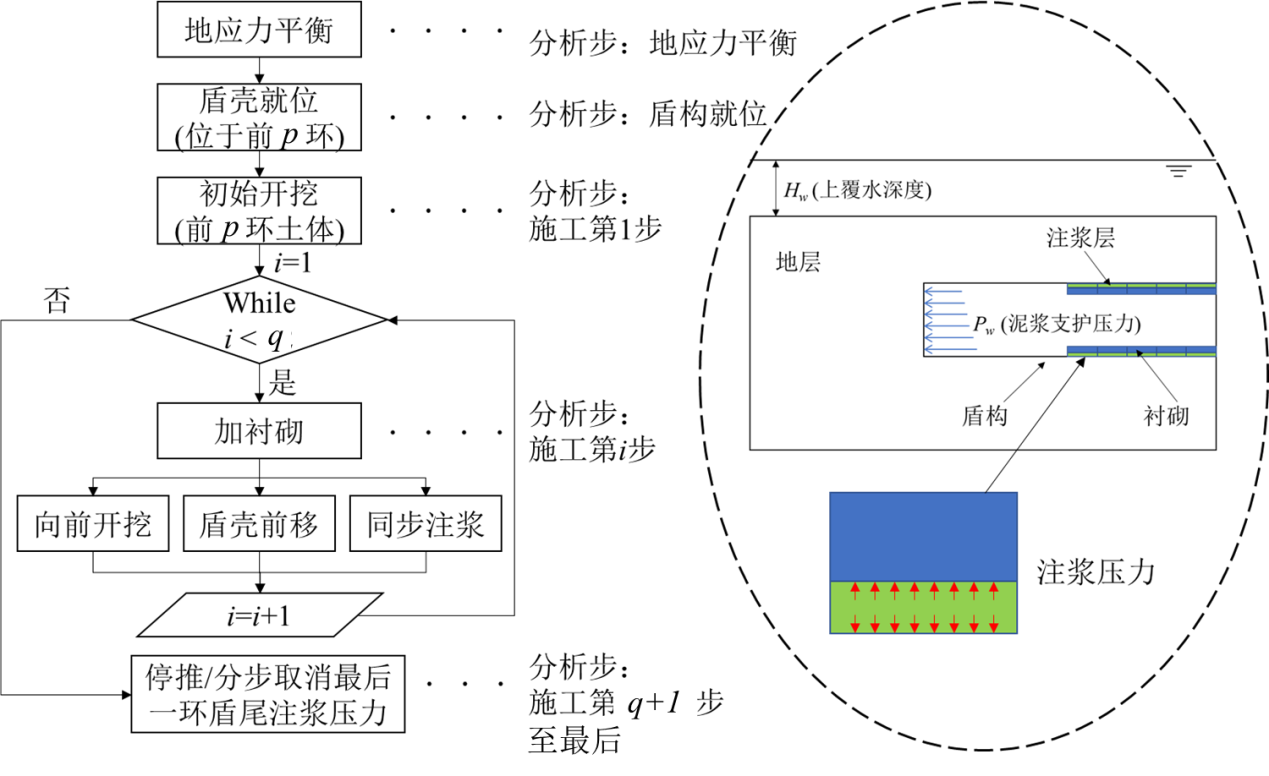 地应力平衡
· · · ·
分析步：地应力平衡
盾壳就位
(位于前 p 环)
· · · ·
分析步：盾构就位
初始开挖
(前 p 环土体)
· · · ·
分析步：
施工第1步
i=1
否
While
i < q
是
加衬砌
· · · ·
分析步：
施工第i步
向前开挖
盾壳前移
同步注浆
i=i+1
停推/分步取消最后
一环盾尾注浆压力
· · ·
分析步：
施工第 q+1 步
至最后
Hw (上覆水深度)
地层
注浆层
Pw (泥浆支护压力)
盾构
衬砌
注浆压力